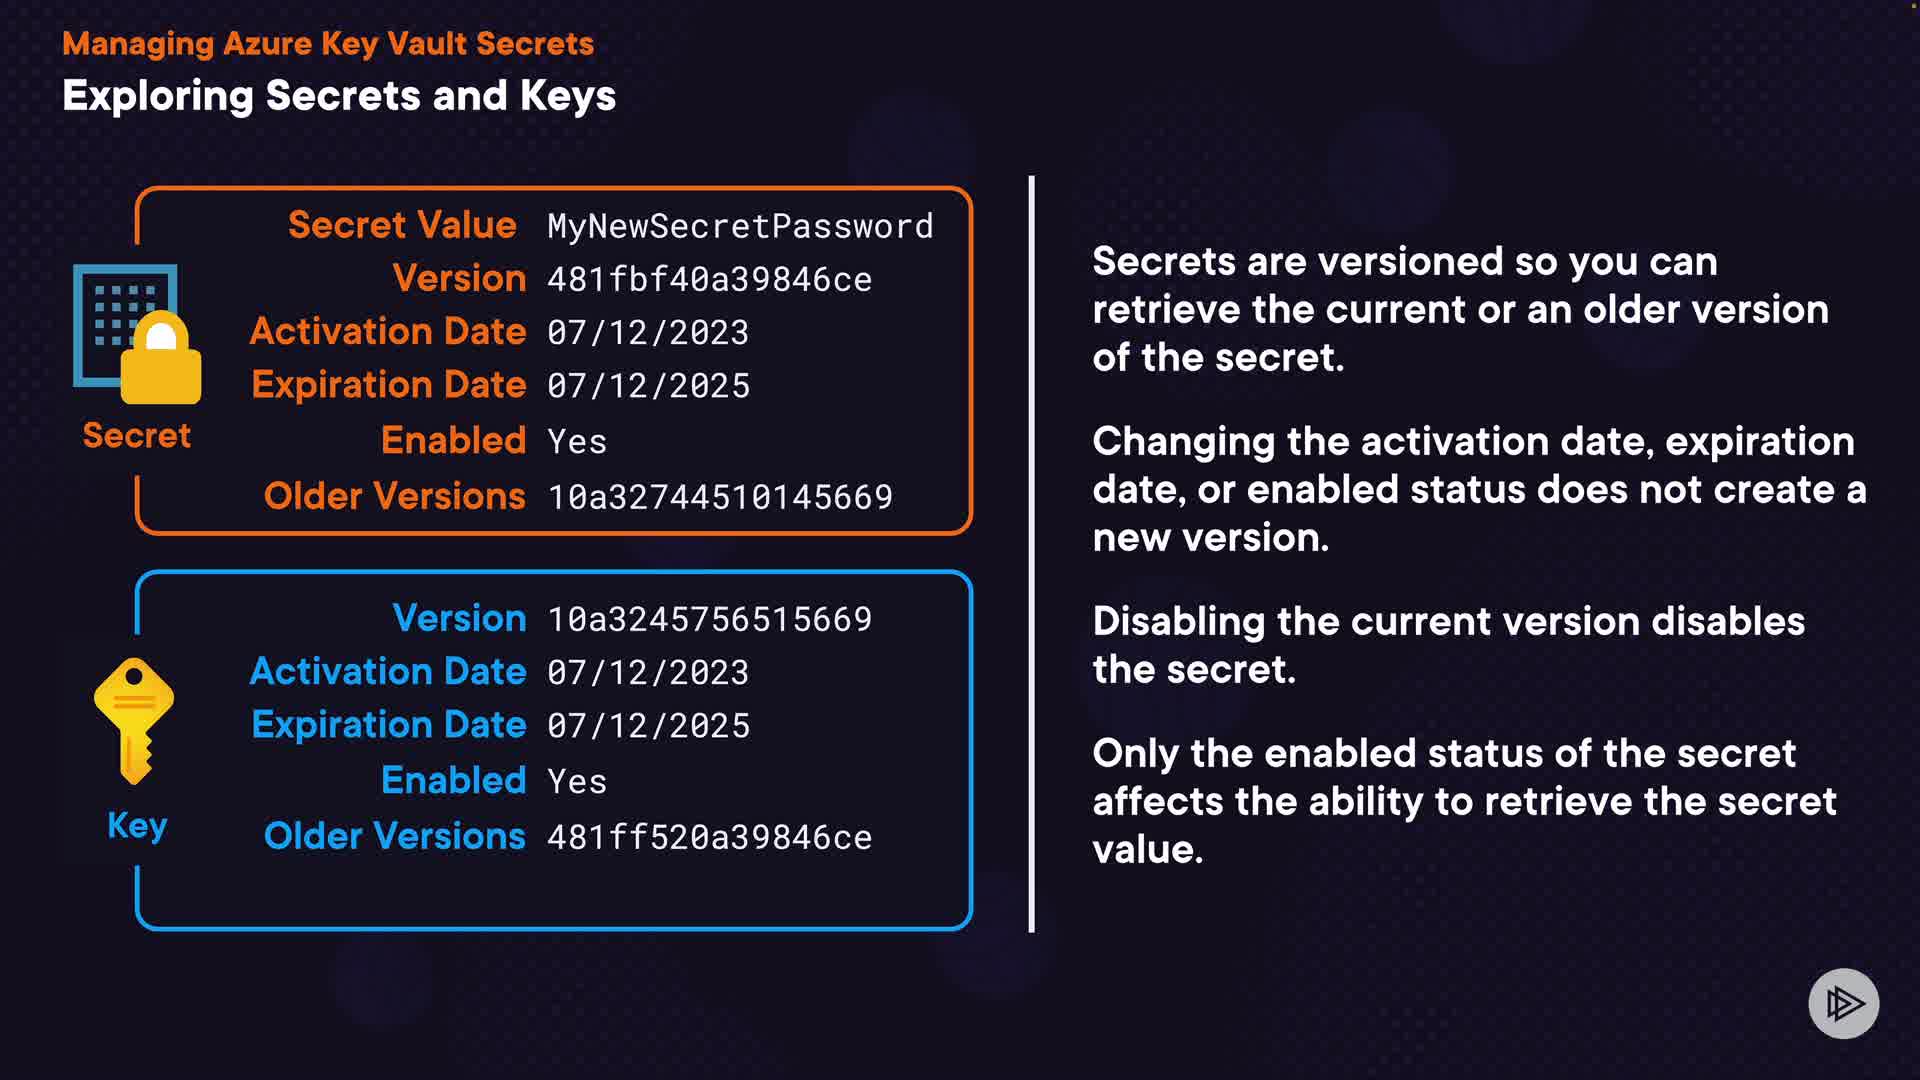 Managing Azure Key Vault Secrets
Exploring Secrets and Keys
Secret
Secret Value MyNewSecretPassword
Version 481fbf40a39846ce
Activation Date 07/12/2023
Expiration Date 07/12/2025
Enabled Yes
Older Versions 10a32744510145669
Key
Version 10a3245756515669
Activation Date 07/12/2023
Expiration Date 07/12/2025
Enabled Yes
Older Versions 481ff520a39846ce
Secrets are versioned so you can
retrieve the current or an older version
of the secret.
Changing the activation date, expiration
date, or enabled status does not create a
new version.
Disabling the current version disables
the secret.
Only the enabled status of the secret
affects the ability to retrieve the secret
value.